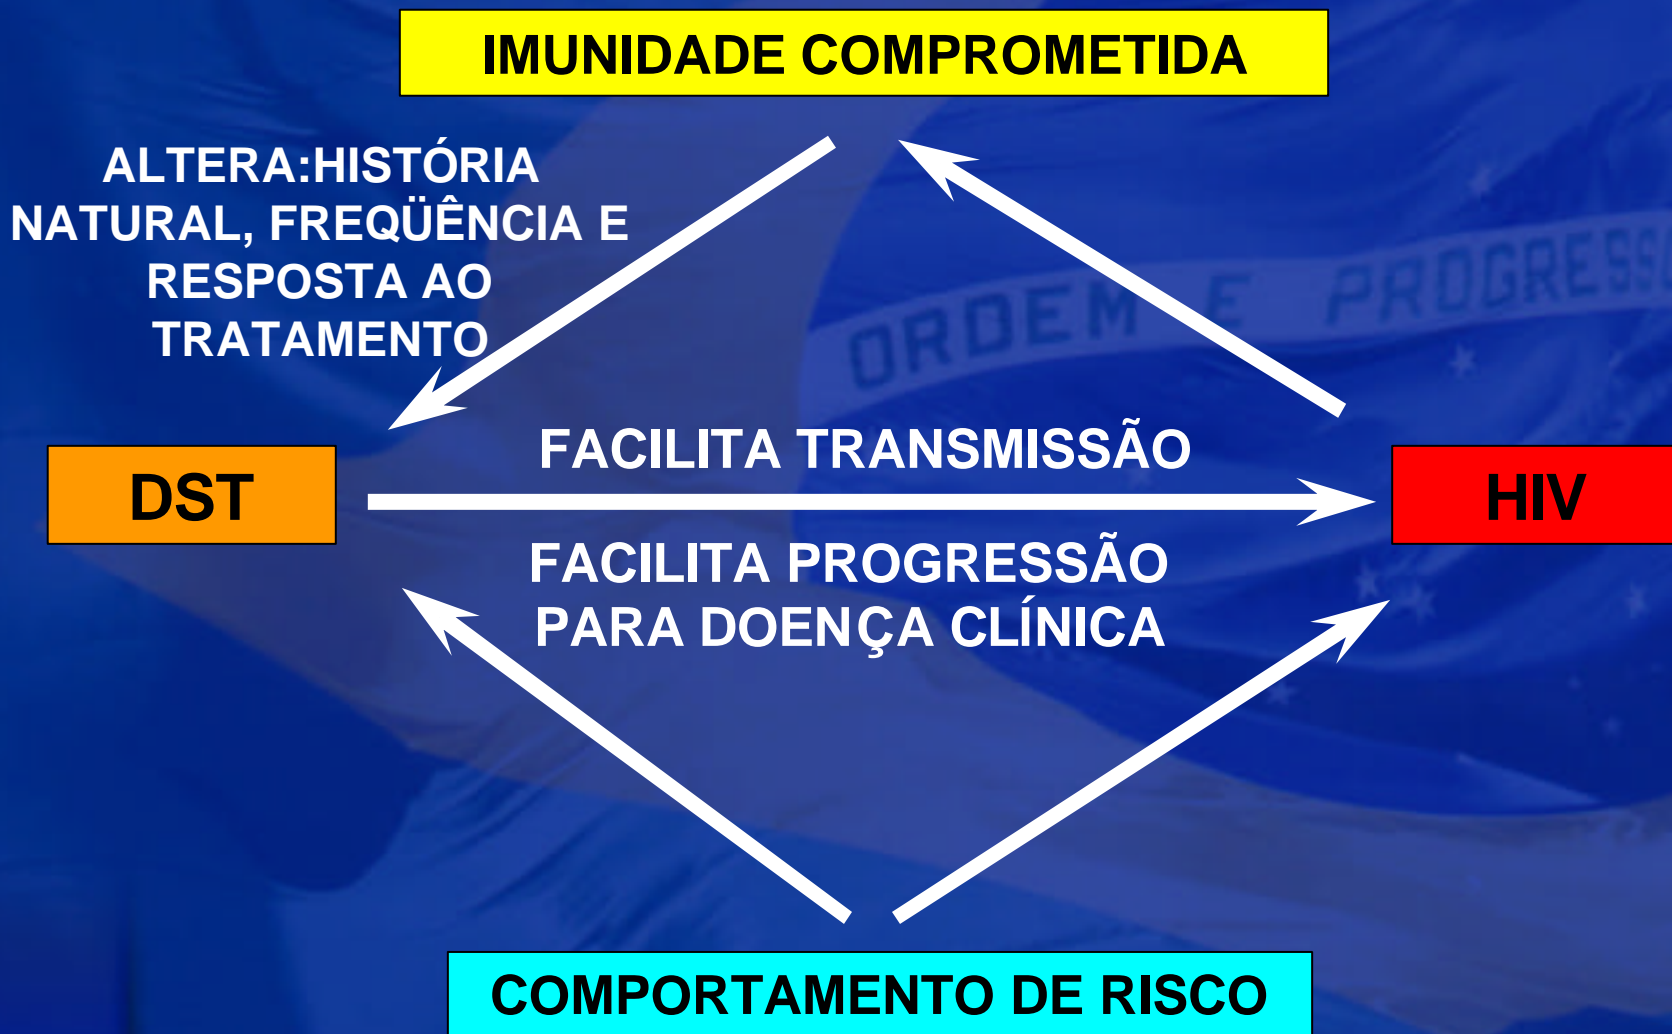 IMUNIDADE COMPROMETIDA
ALTERA:HISTÓRIA
NATURAL, FREQÜÊNCIA E
RESPOSTA AO
TRATAMENTO
ORDEM E PROGRESSO
FACILITA TRANSMISSÃO
DST
HIV
FACILITA PROGRESSÃO
PARA DOENÇA CLÍNICA
COMPORTAMENTO DE RISCO